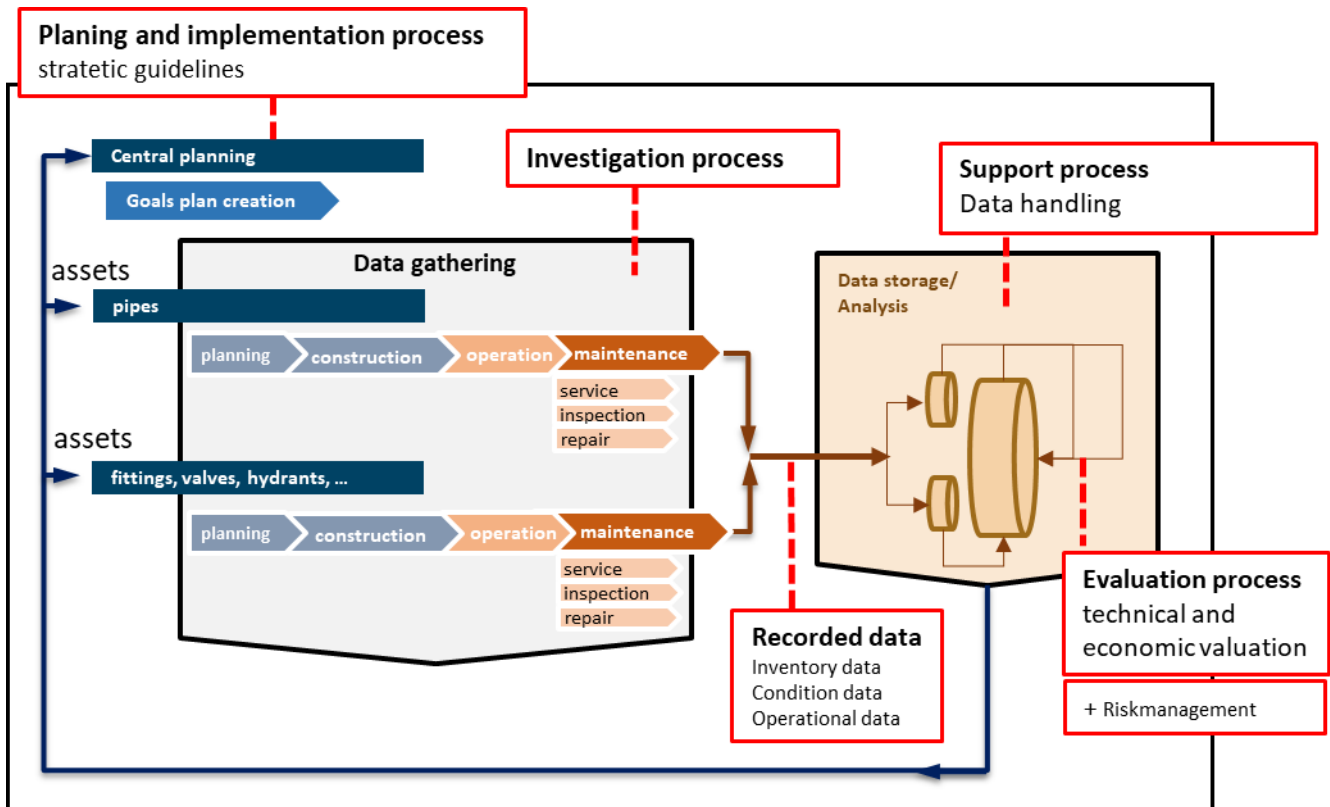 Planing and implementation process
stratetic guidelines
Central planning
Goals plan creation
Investigation process
Support process
Data handling
Data gathering
assets
pipes
planning
construction
operation
maintenance
service
inspection
repair
assets
fittings, valves, hydrants, ...
planning
construction
operation
maintenance
service
inspection
repair
Data storage/
Analysis
Recorded data
Inventory data
Condition data
Operational data
Evaluation process
technical and
economic valuation
+ Riskmanagement